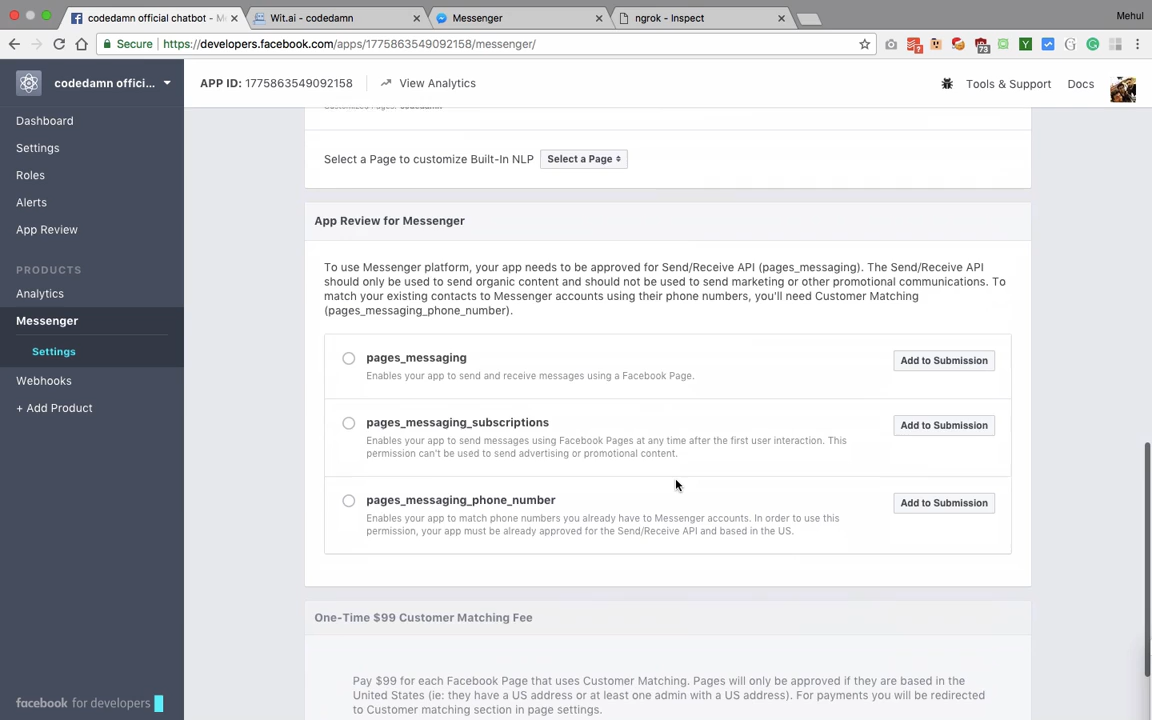 codedamn official chatbot - M
Wit.ai - codedamn
Messenger
ngrok - Inspect
Mehul
Secure
https://developers.facebook.com/apps/1775863549092158/messenger/
73
codedamn offici...
APP ID: 1775863549092158
View Analytics
Tools & Support
Docs
Dashboard
Settings
Roles
Alerts
App Review
PRODUCTS
Analytics
Messenger
Settings
Webhooks
+ Add Product
facebook for developers
Select a Page to customize Built-In NLP
Select a Page
App Review for Messenger
To use Messenger platform, your app needs to be approved for Send/Receive API (pages_messaging). The Send/Receive API
should only be used to send organic content and should not be used to send marketing or other promotional communications. To
match your existing contacts to Messenger accounts using their phone numbers, you'll need Customer Matching
(pages_messaging_phone_number).
pages_messaging
Add to Submission
Enables your app to send and receive messages using a Facebook Page.
pages_messaging_subscriptions
Add to Submission
Enables your app to send messages using Facebook Pages at any time after the first user interaction. This
permission can't be used to send advertising or promotional content.
pages_messaging_phone_number
Add to Submission
Enables your app to match phone numbers you already have to Messenger accounts. In order to use this
permission, your app must be already approved for the Send/Receive API and based in the US.
One-Time $99 Customer Matching Fee
Pay $99 for each Facebook Page that uses Customer Matching. Pages will only be approved if they are based in the
United States (ie: they have a US address or at least one admin with a US address). For payments you will be redirected
to Customer matching section in page settings.